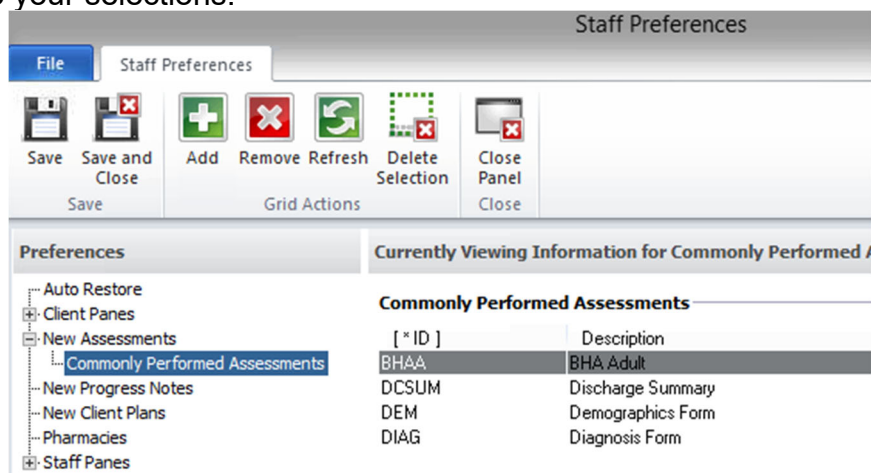 your selections.
Staff Preferences
File Staff Preferences
Save Save and Close Add Remove Refresh Delete Selection Close Panel
Save Grid Actions Close
Preferences
Auto Restore
Client Panes
New Assessments
Commonly Performed Assessments
New Progress Notes
New Client Plans
Pharmacies
Staff Panes
Currently Viewing Information for Commonly Performed
Commonly Performed Assessments
[ * ID ] Description
BHAA BHA Adult
DCSUM Discharge Summary
DEM Demographics Form
DIAG Diagnosis Form